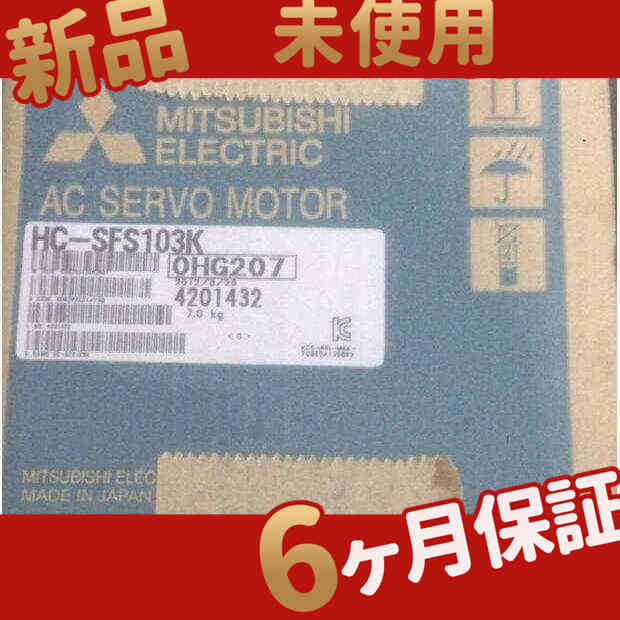 新品 未使用
MITSUBISHI
ELECTRIC
AC SERVO MOTOR
HC-SFS103K
0HG207
4201432
7.0 kg
<G>
MITSUBISHI ELEC
MADE IN JAPAN
6ヶ月保証